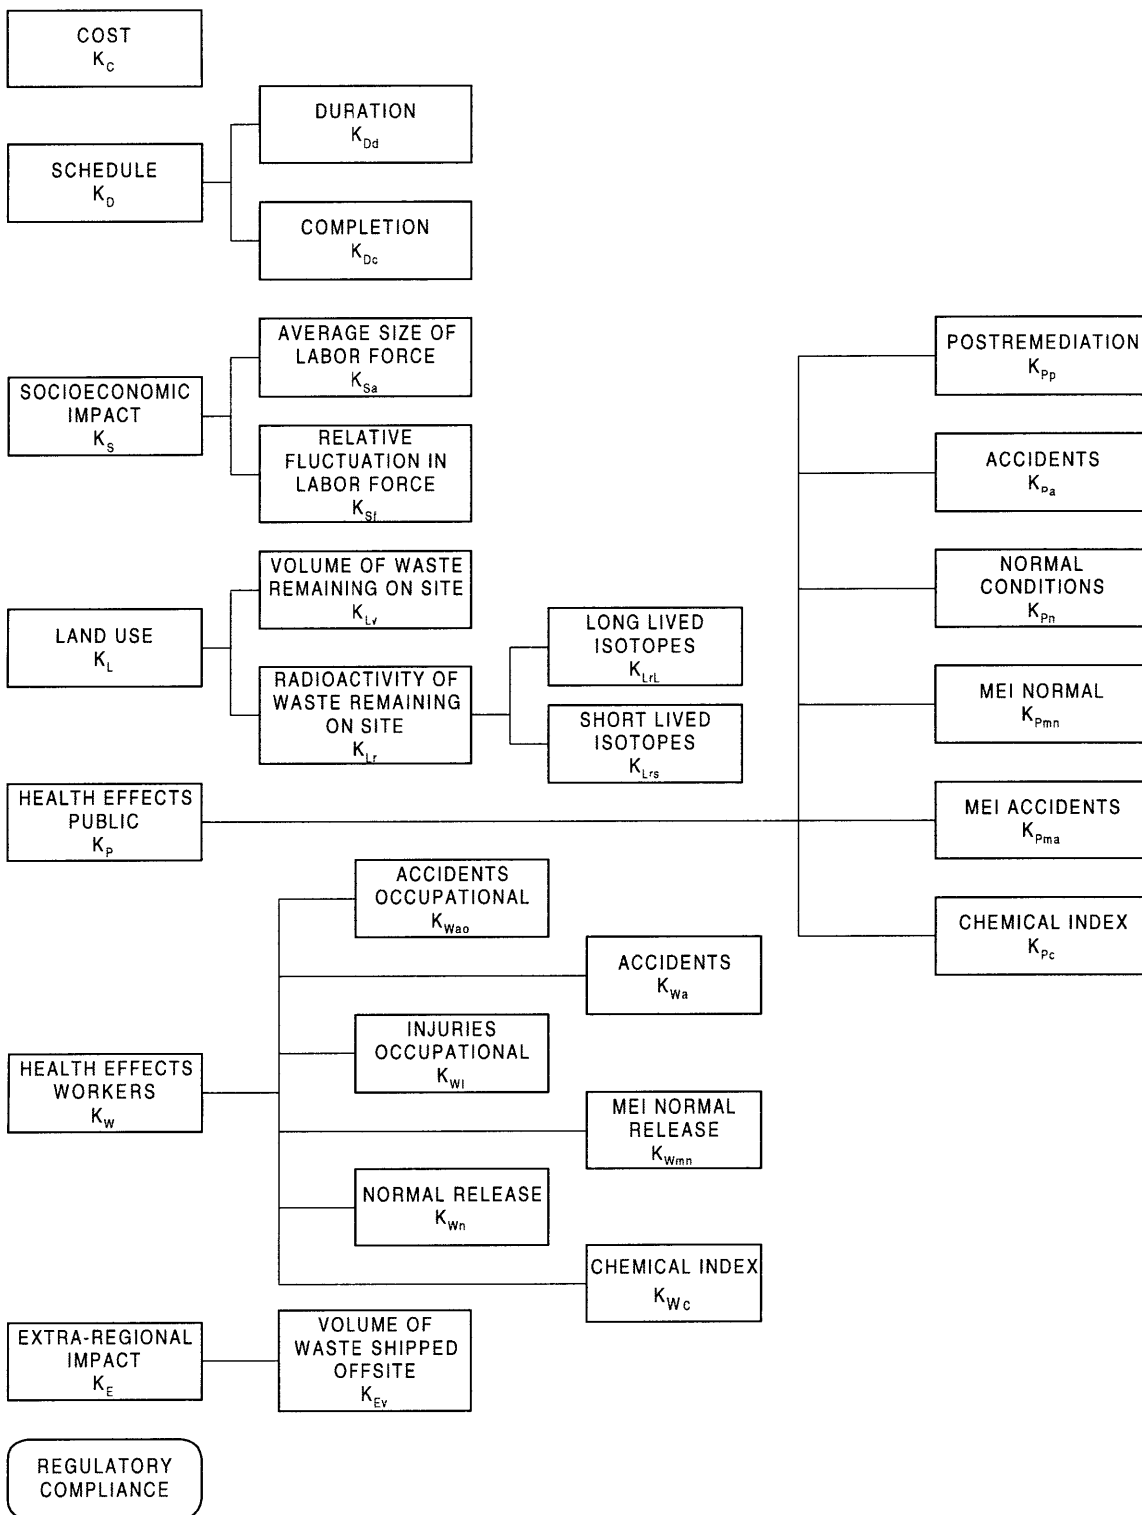 COST
K_C
SCHEDULE
K_D
DURATION
K_Dd
COMPLETION
K_Dc
SOCIOECONOMIC
IMPACT
K_S
AVERAGE SIZE OF
LABOR FORCE
K_Sa
RELATIVE
FLUCTUATION IN
LABOR FORCE
K_Sf
LAND USE
K_L
VOLUME OF WASTE
REMAINING ON SITE
K_Lv
RADIOACTIVITY OF
WASTE REMAINING
ON SITE
K_Lr
LONG LIVED
ISOTOPES
K_LrL
SHORT LIVED
ISOTOPES
K_Lrs
HEALTH EFFECTS
PUBLIC
K_P
POSTREMEDIATION
K_Pp
ACCIDENTS
K_Pa
NORMAL
CONDITIONS
K_Pn
MEI NORMAL
K_Pmn
MEI ACCIDENTS
K_Pma
CHEMICAL INDEX
K_Pc
HEALTH EFFECTS
WORKERS
K_W
ACCIDENTS
OCCUPATIONAL
K_Wao
ACCIDENTS
K_Wa
INJURIES
OCCUPATIONAL
K_WI
MEI NORMAL
RELEASE
K_Wmn
NORMAL RELEASE
K_Wn
CHEMICAL INDEX
K_Wc
EXTRA-REGIONAL
IMPACT
K_E
VOLUME OF
WASTE SHIPPED
OFFSITE
K_Ev
REGULATORY
COMPLIANCE